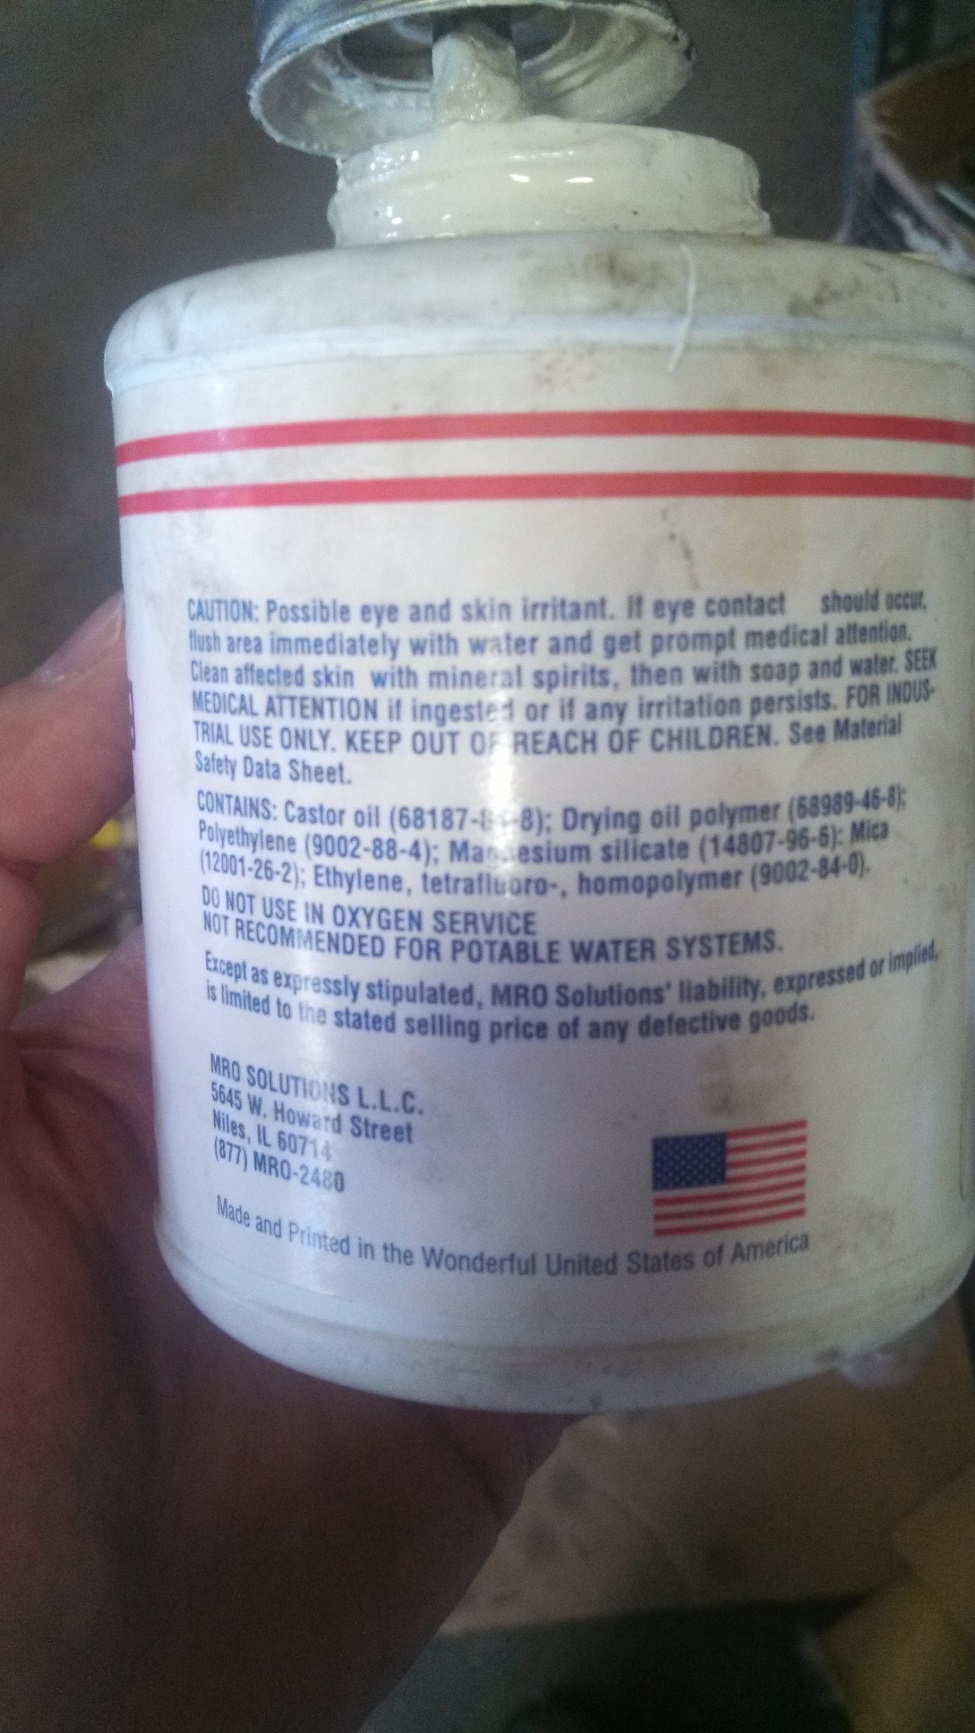 CAUTION: Possible eye and skin irritant. If eye contact should occur,
flush area immediately with water and get prompt medical attention.
Clean affected skin with mineral spirits, then with soap and water. SEEK
MEDICAL ATTENTION if ingested or if any irritation persists. FOR INDUS-
TRIAL USE ONLY. KEEP OUT OF REACH OF CHILDREN. See Material
Safety Data Sheet.
CONTAINS: Castor oil Drying oil polymer (68989-46-8);
Polyethylene (9002-88-4); Magnesium silicate (14807-96-6): Mica
(12001-26-2); Ethylene, tetrafluoro-, homopolymer (9002-84-0).
DO NOT USE IN OXYGEN SERVICE
NOT RECOMMENDED FOR POTABLE WATER SYSTEMS.
Except as expressly stipulated, MRO Solutions' liability, expressed or implied,
is limited to the stated selling price of any defective goods.
MRO SOLUTIONS L.L.C.
5645 W. Howard Street
Niles, IL 60714
(877) MRO-2480
Made and Printed in the Wonderful United States of America